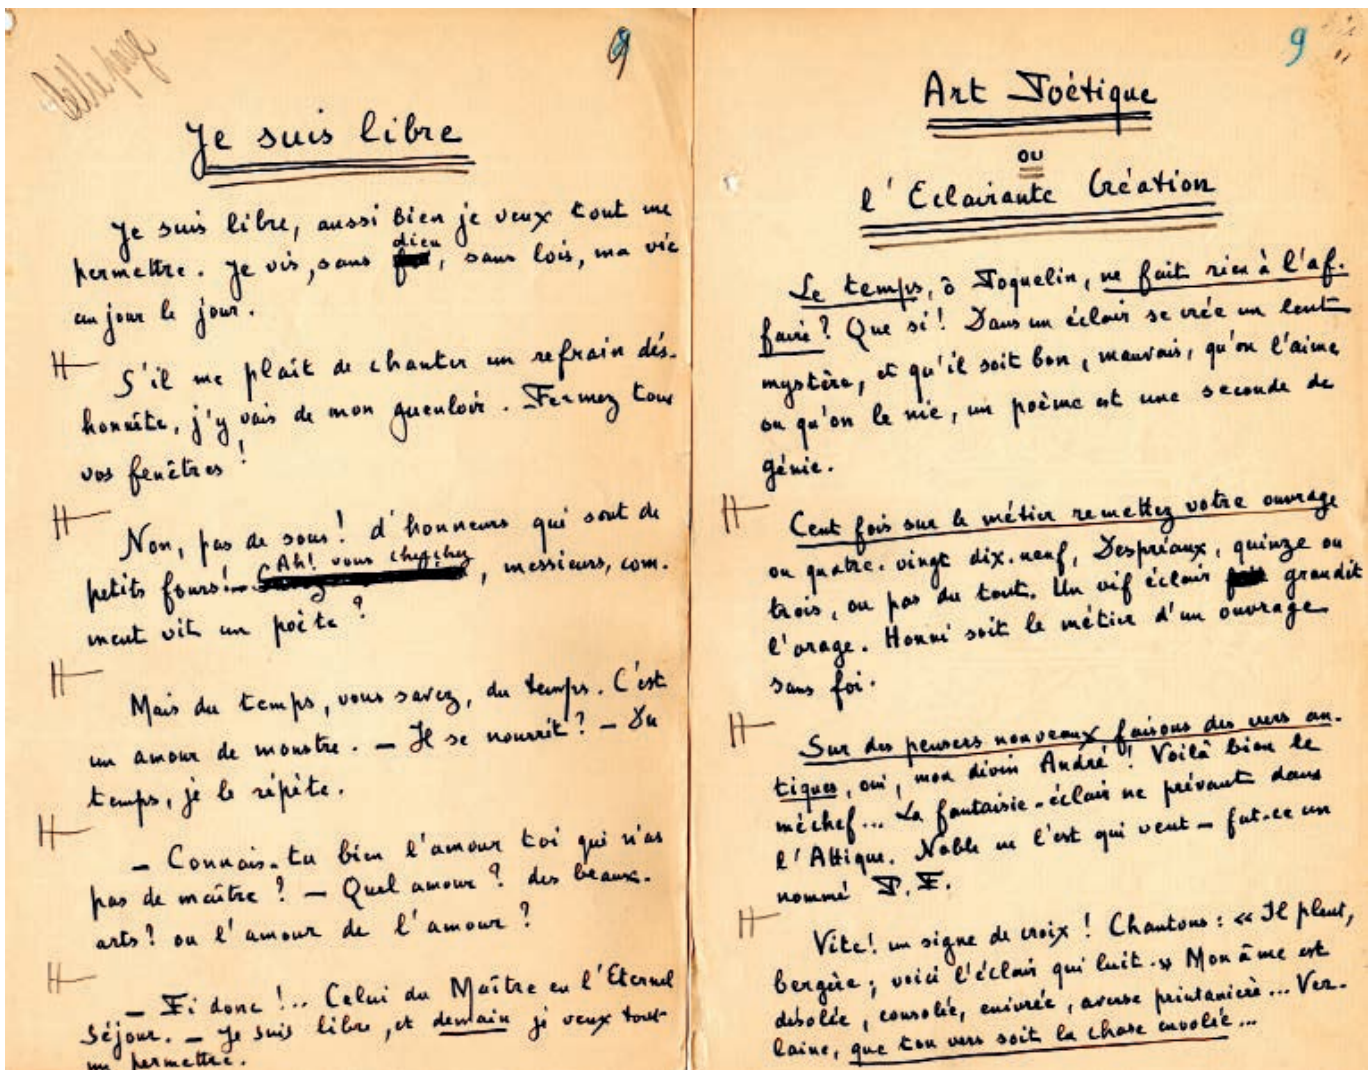 Belle page
9
Je suis libre
Je suis libre, aussi bien je veux tout me
permettre. Je vis, sans dieu, sans lois, ma vie
au jour le jour.
S'il me plaît de chanter un refrain dés-
honnête, j'y vais de mon gueuloir. Fermez tous
vos fenêtres !
Non, pas de sous ! d'honneurs qui sont de
petits fours ! – Ah ! vous cherchez, messieurs, com-
ment vit un poète ?
Mais du temps, vous savez, du temps. C'est
un amour de monstre. – Il se nourrit ? – Du
temps, je le répète.
– Connais-tu bien l'amour toi qui n'as
pas de maître ? – Quel amour ? des beaux-
arts ? ou l'amour de l'amour ?
– Fi donc !.. Celui du Maître en l'Eternel
Séjour. – Je suis libre, et demain je veux tout
me permettre.
9
11
Art Poétique
ou
l'Eclairante Création
Le temps, ô Poquelin, ne fait rien à l'af-
faire ? Que si ! Dans un éclair se crée un lent
mystère, et qu'il soit bon, mauvais, qu'on l'aime
ou qu'on le nie, un poème est une seconde de
génie.
Cent fois sur le métier remettez votre ouvrage
ou quatre-vingt dix-neuf, Despréaux, quinze ou
trois, ou pas du tout. Un vif éclair grandit
l'orage. Honni soit le métier d'un ouvrage
sans foi.
Sur des pensers nouveaux faisons des vers an-
tiques, oui, mon divin André ! Voilà bien le
méchef... La fantaisie-éclair ne prévaut dans
l'Attique. Noble ne l'est qui veut – fut-ce un
nommé P. F.
Vite ! un signe de croix ! Chantons : « Il pleut,
bergère ; voici l'éclair qui luit. » Mon âme est
désolée, consolée, enivrée, averse printanière... Ver-
laine, que ton vers soit la chose envolée...